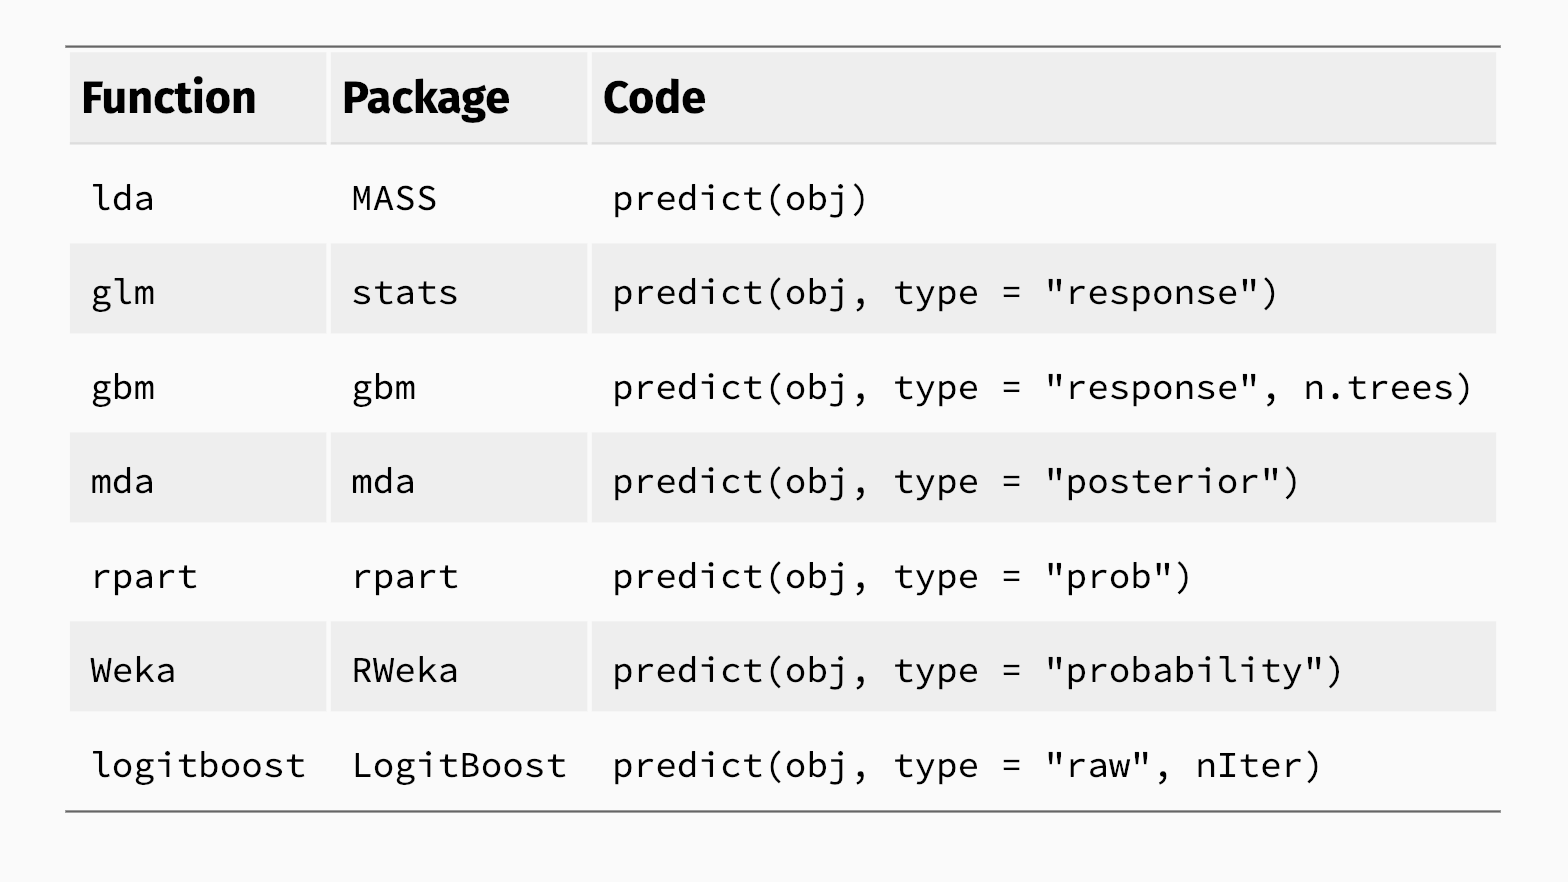 Function Package Code
lda MASS predict(obj)
glm stats predict(obj, type = "response")
gbm gbm predict(obj, type = "response", n.trees)
mda mda predict(obj, type = "posterior")
rpart rpart predict(obj, type = "prob")
Weka RWeka predict(obj, type = "probability")
logitboost LogitBoost predict(obj, type = "raw", nIter)